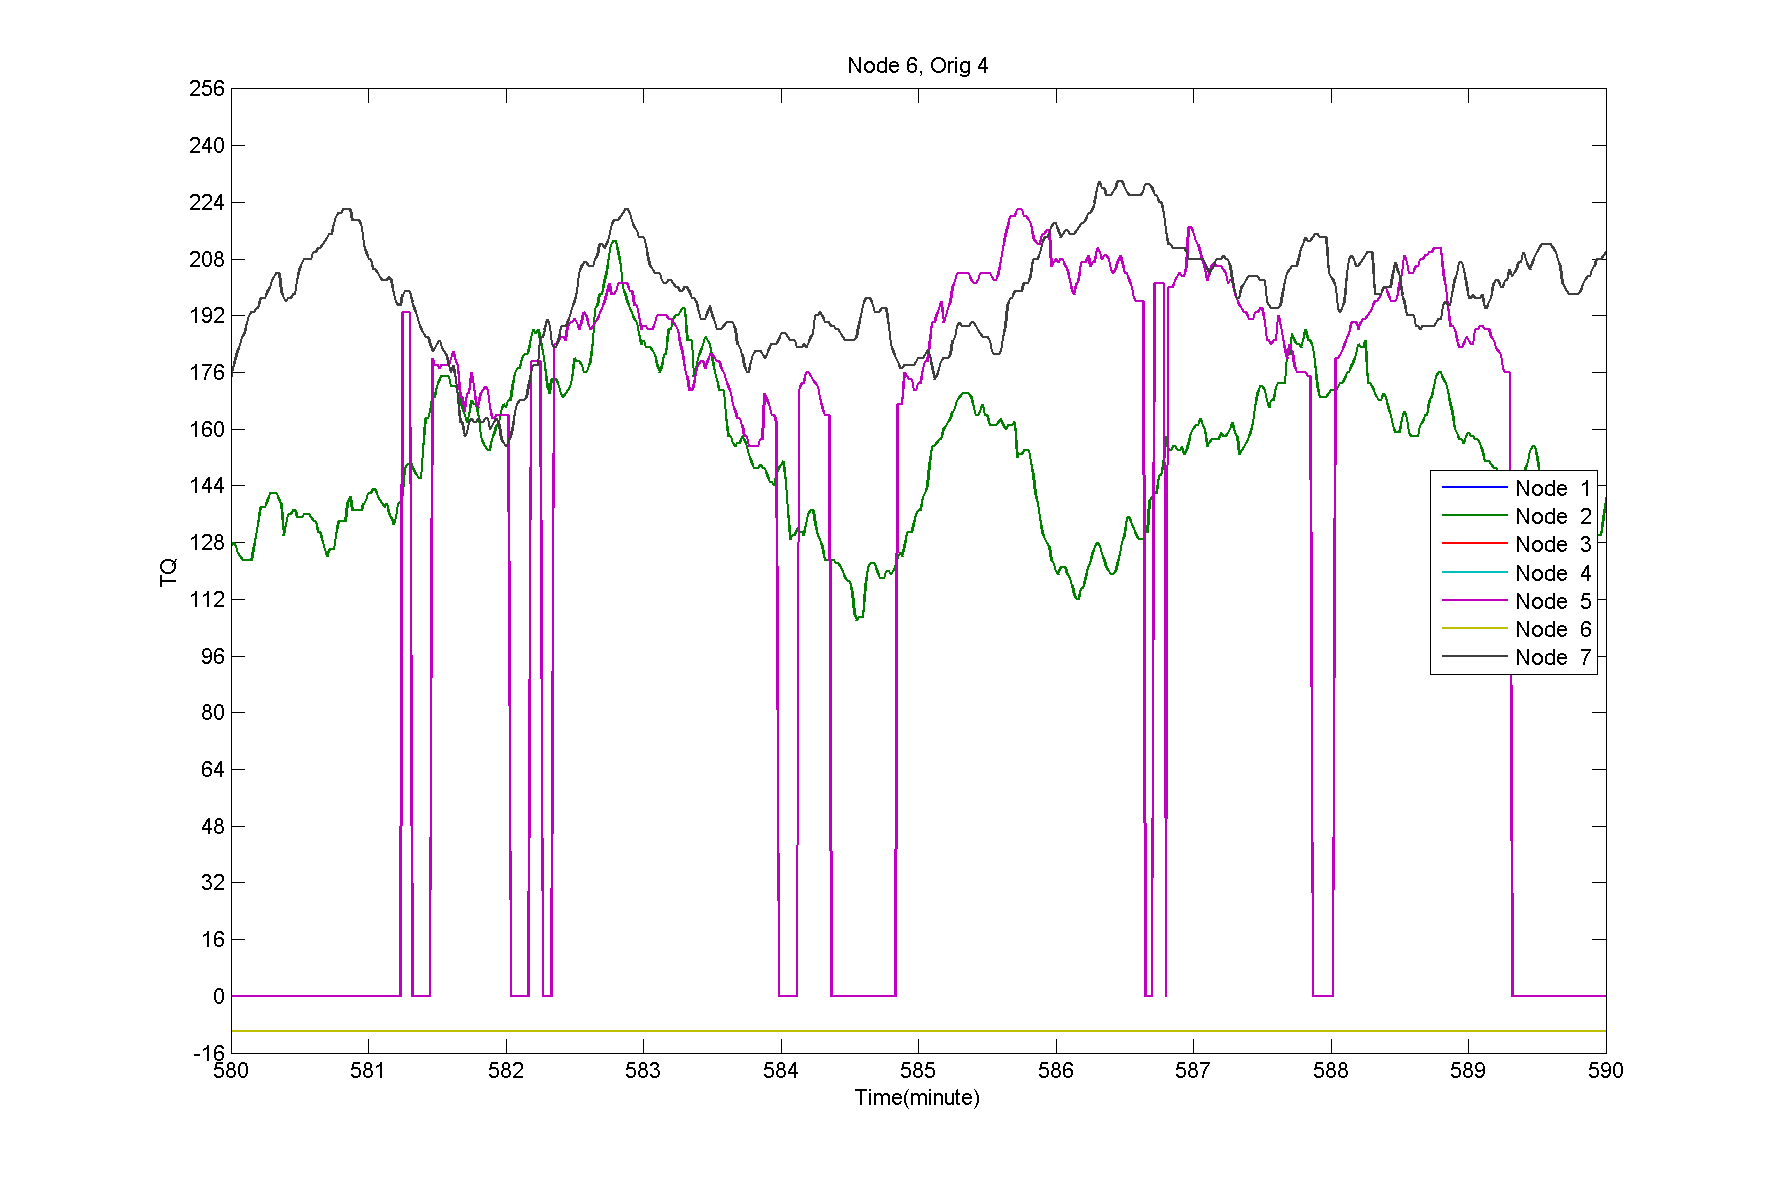 Node 6, Orig 4
256
240
224
208
192
176
160
144
128
112
96
80
64
48
32
16
0
-16
TQ
Node 1
Node 2
Node 3
Node 4
Node 5
Node 6
Node 7
580 581 582 583 584 585 586 587 588 589 590
Time(minute)